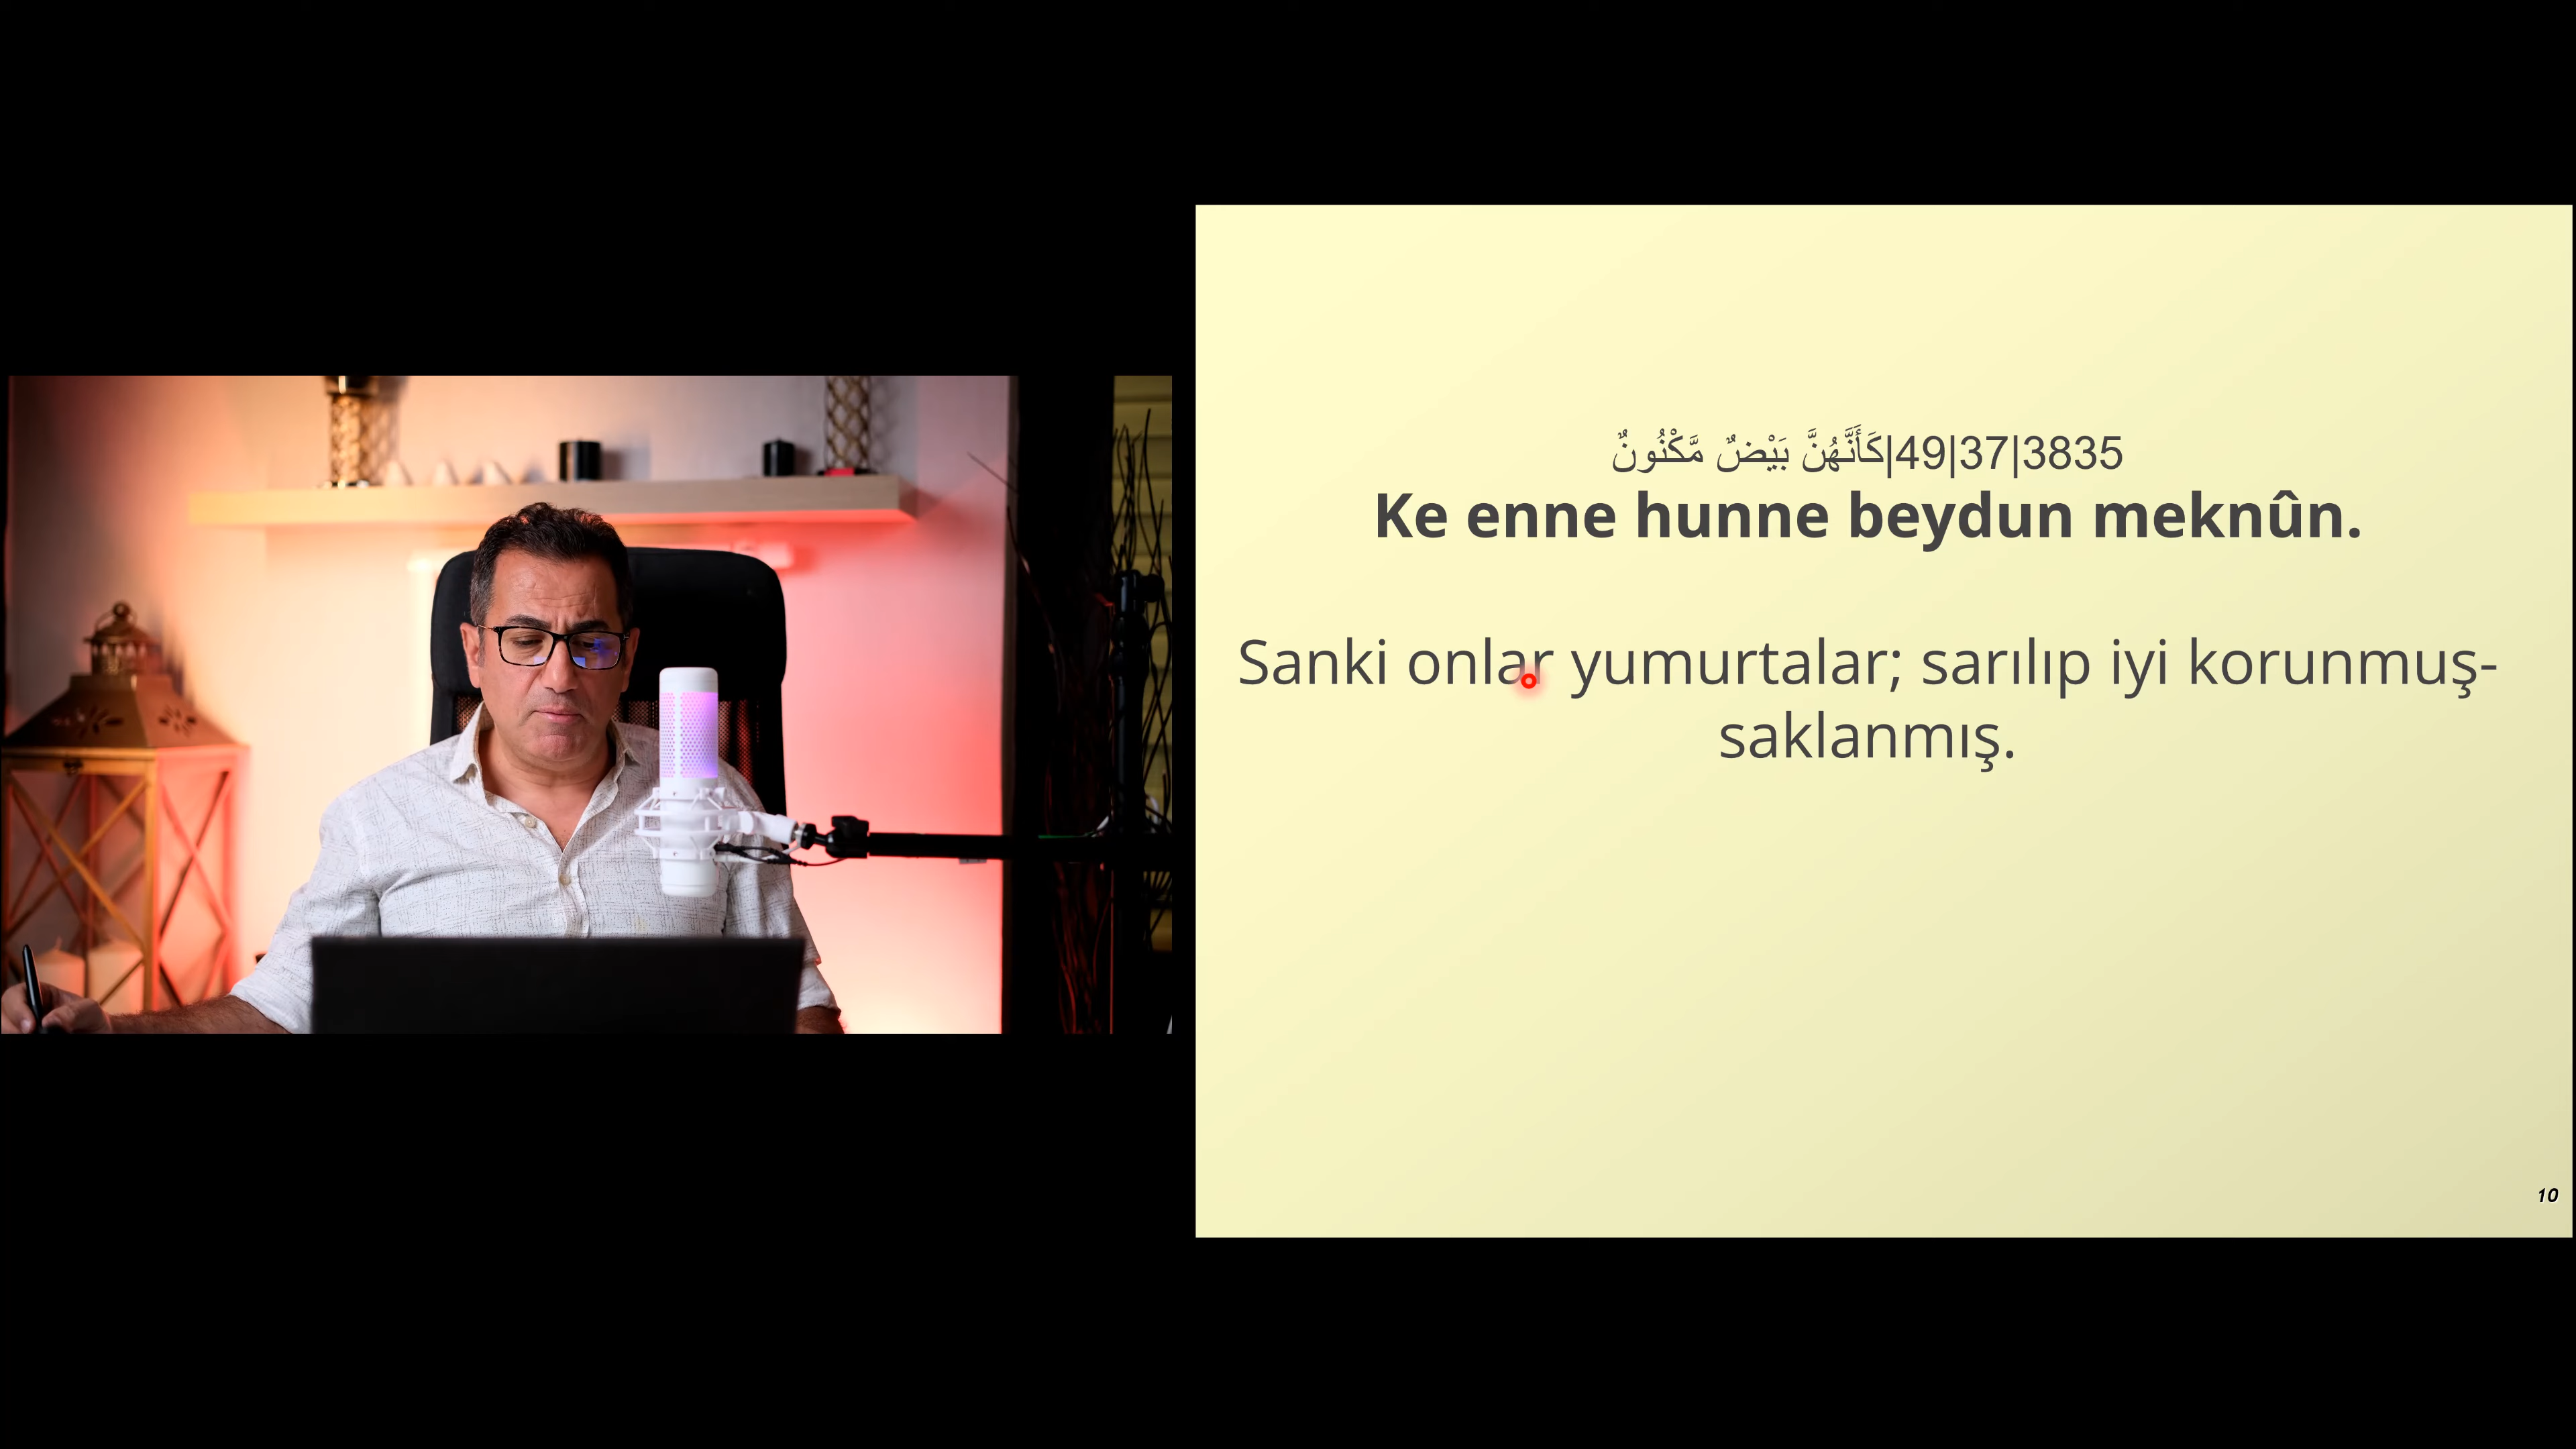 3835|37|49|كَأَنَّهُنَّ بَيْضٌ مَّكْنُونٌ
Ke enne hunne beydun meknûn.
Sanki onlar yumurtalar; sarılıp iyi korunmuş-
saklanmış.
10